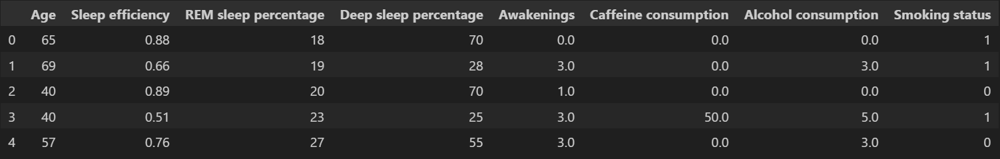 Age Sleep efficiency REM sleep percentage Deep sleep percentage Awakenings Caffeine consumption Alcohol consumption Smoking status
0 65 0.88 18 70 0.0 0.0 0.0 1
1 69 0.66 19 28 3.0 0.0 3.0 1
2 40 0.89 20 70 1.0 0.0 0.0 0
3 40 0.51 23 25 3.0 50.0 5.0 1
4 57 0.76 27 55 3.0 0.0 3.0 0